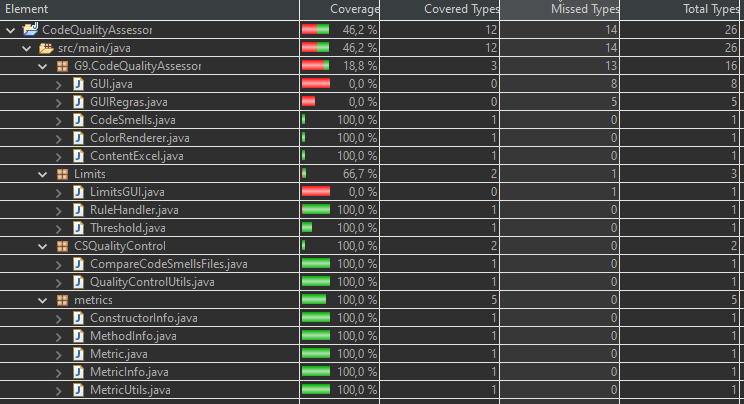 Element Coverage Covered Types Missed Types Total Types
CodeQualityAssessor 46,2 % 12 14 26
src/main/java 46,2 % 12 14 26
G9.CodeQualityAssessor 18,8 % 3 13 16
GUI.java 0,0 % 0 8 8
GUIRegras.java 0,0 % 0 5 5
CodeSmells.java 100,0 % 1 0 1
ColorRenderer.java 100,0 % 1 0 1
ContentExcel.java 100,0 % 1 0 1
Limits 66,7 % 2 1 3
LimitsGUI.java 0,0 % 0 1 1
RuleHandler.java 100,0 % 1 0 1
Threshold.java 100,0 % 1 0 1
CSQualityControl 100,0 % 2 0 2
CompareCodeSmellsFiles.java 100,0 % 1 0 1
QualityControlUtils.java 100,0 % 1 0 1
metrics 100,0 % 5 0 5
ConstructorInfo.java 100,0 % 1 0 1
MethodInfo.java 100,0 % 1 0 1
Metric.java 100,0 % 1 0 1
MetricInfo.java 100,0 % 1 0 1
MetricUtils.java 100,0 % 1 0 1